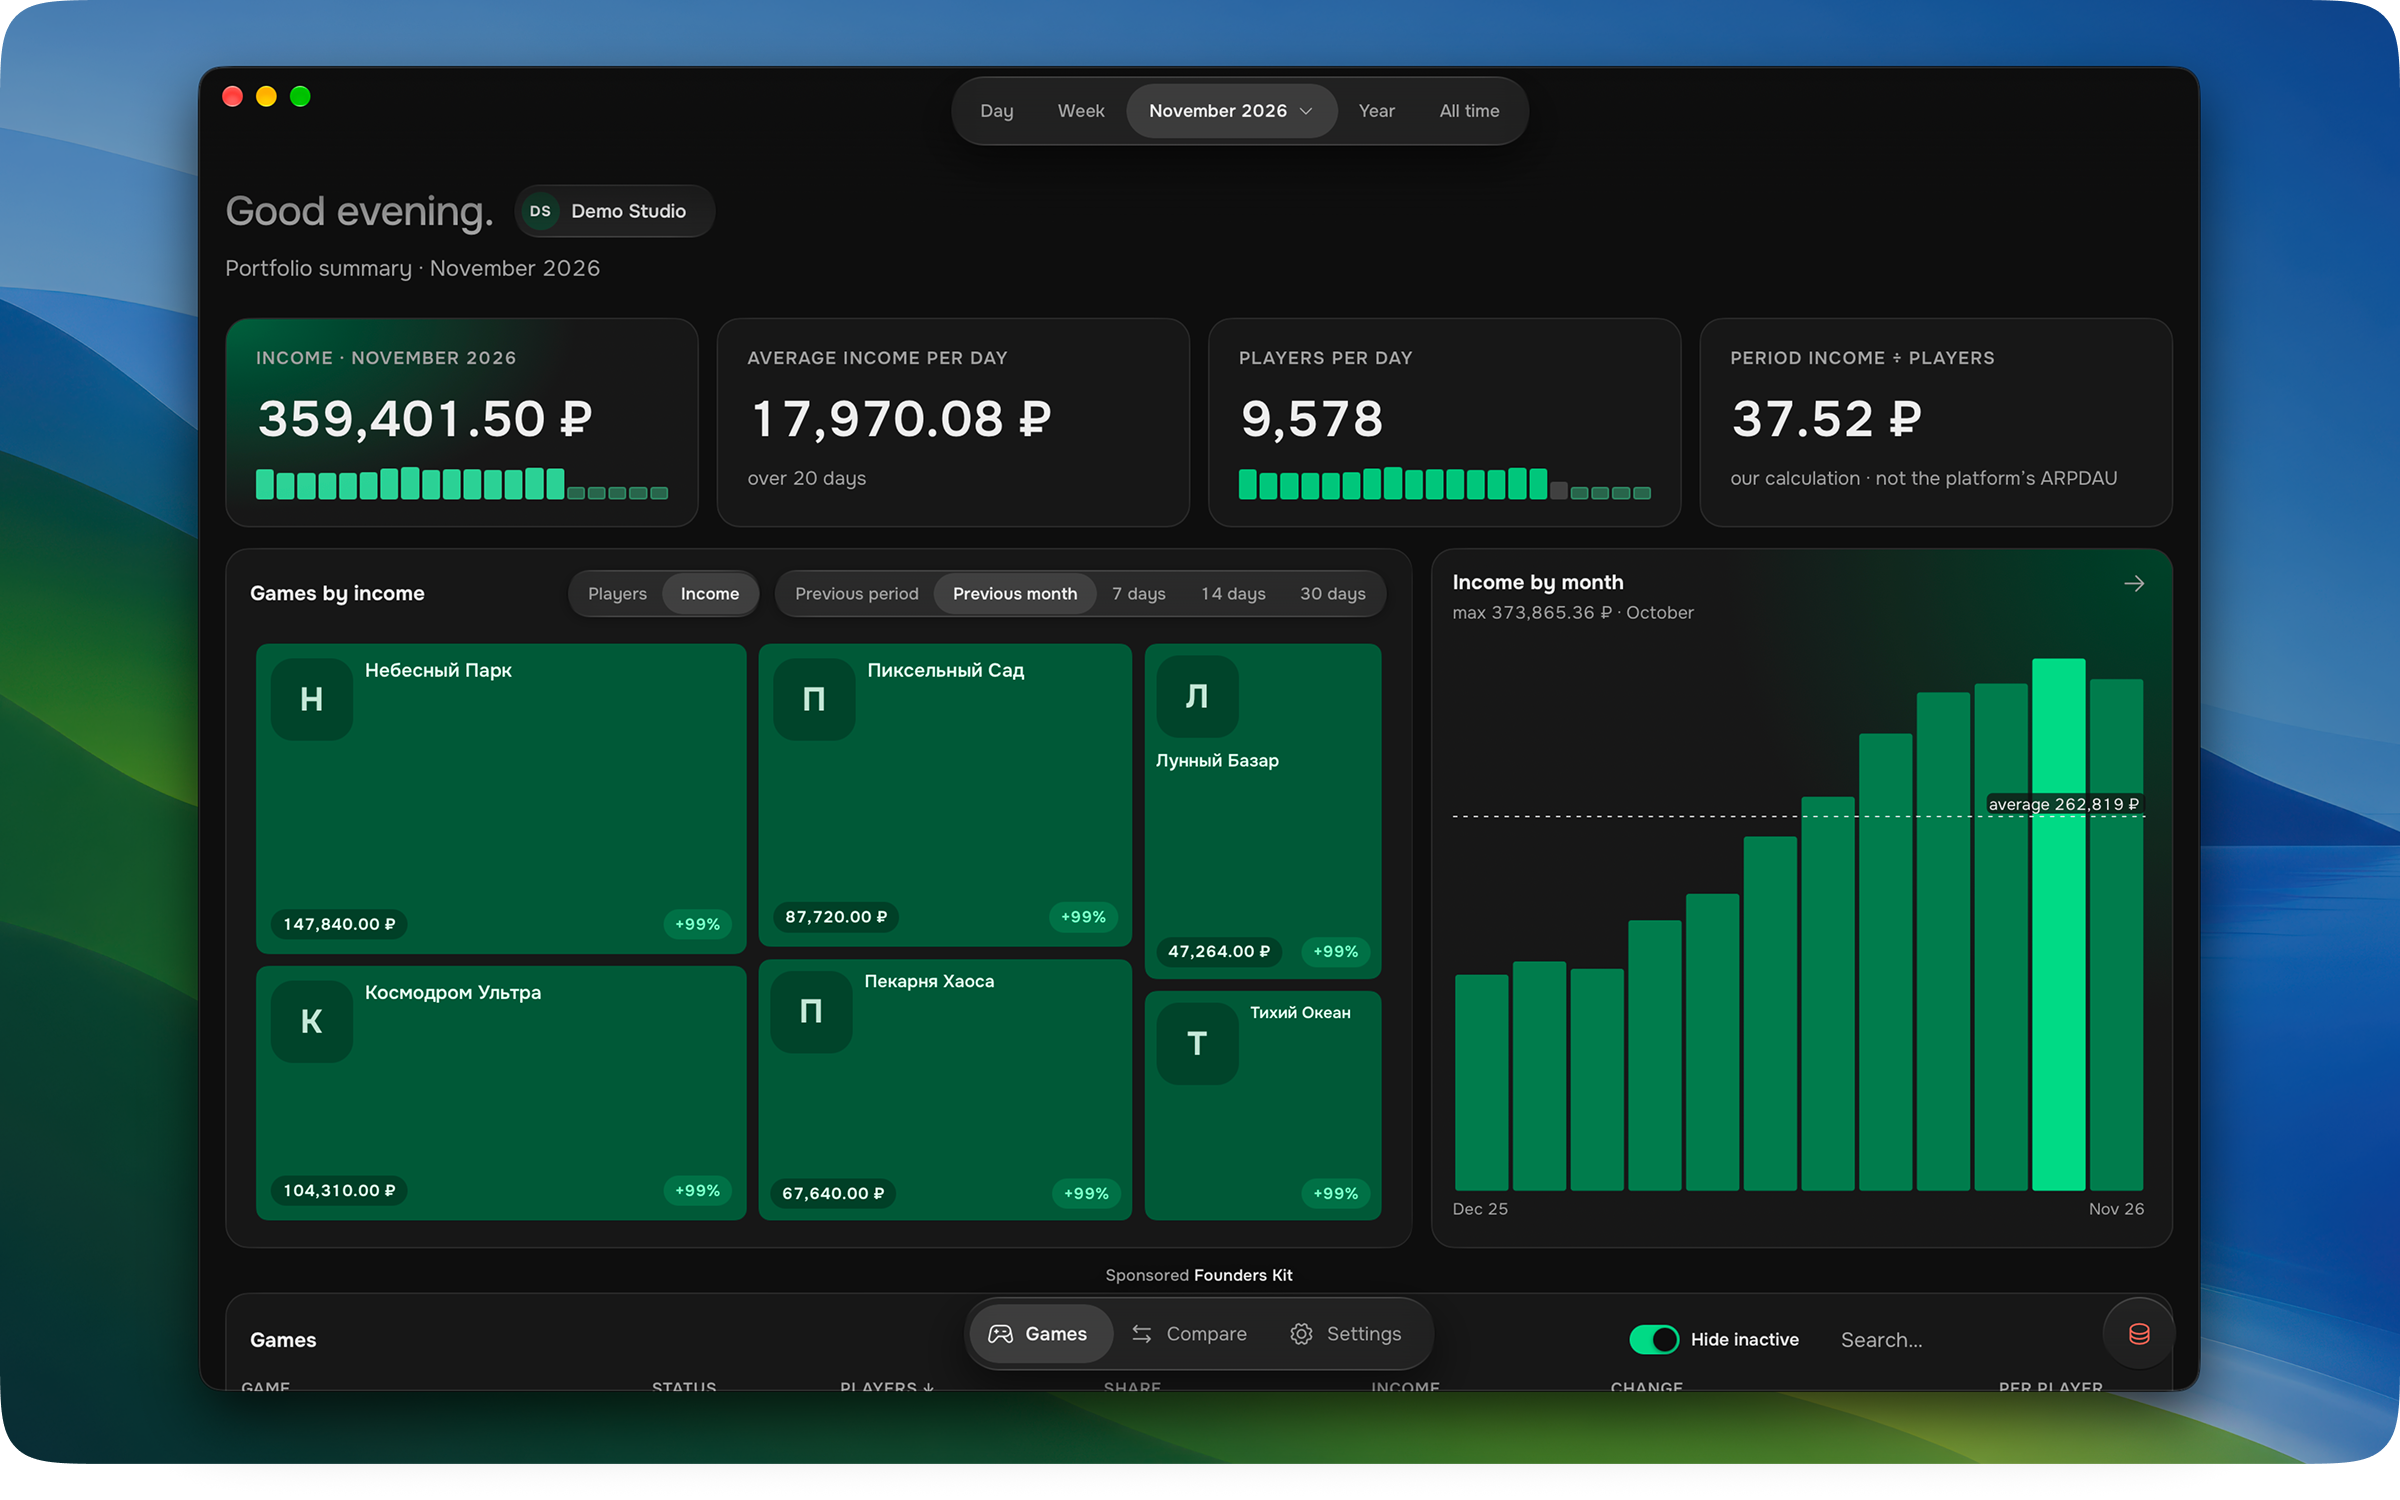 Day Week November 2026 Year All time
Good evening. DS Demo Studio
Portfolio summary · November 2026
INCOME · NOVEMBER 2026
359,401.50 ₽
AVERAGE INCOME PER DAY
17,970.08 ₽
over 20 days
PLAYERS PER DAY
9,578
PERIOD INCOME ÷ PLAYERS
37.52 ₽
our calculation · not the platform’s ARPDAU
Games by income
Players Income
Previous period Previous month 7 days 14 days 30 days
Н
Небесный Парк
147,840.00 ₽ +99%
П
Пиксельный Сад
87,720.00 ₽ +99%
Л
Лунный Базар
47,264.00 ₽ +99%
К
Космодром Ультра
104,310.00 ₽ +99%
П
Пекарня Хаоса
67,640.00 ₽ +99%
Т
Тихий Океан
+99%
Income by month
max 373,865.36 ₽ · October
average 262,819 ₽
Dec 25 Nov 26
Sponsored Founders Kit
Games
Games Compare Settings
Hide inactive
Search...
GAME STATUS PLAYERS ↓ SHARE INCOME CHANGE PER PLAYER